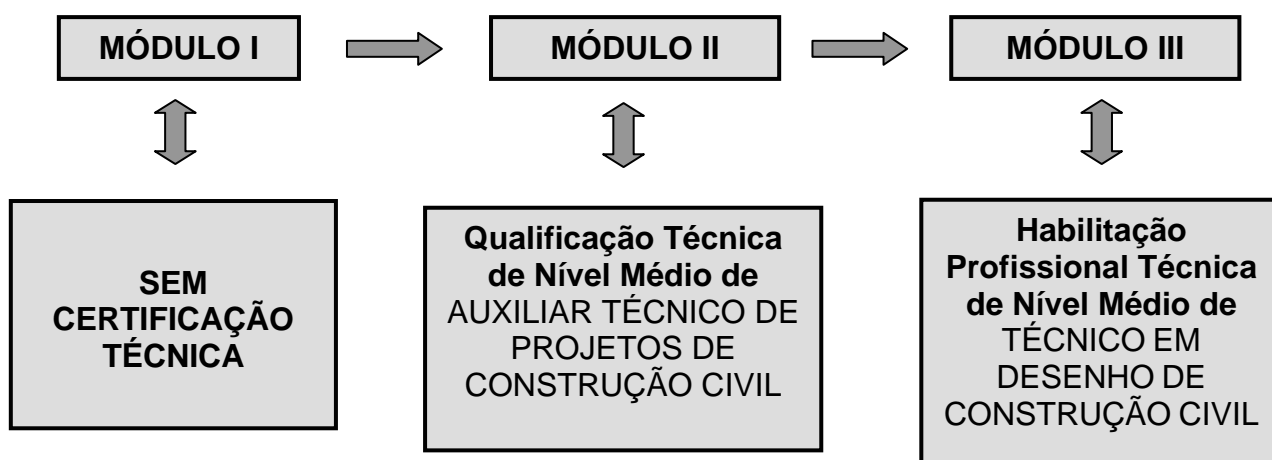 MÓDULO I
MÓDULO II
MÓDULO III
SEM
CERTIFICAÇÃO
TÉCNICA
Qualificação Técnica
de Nível Médio de
AUXILIAR TÉCNICO DE
PROJETOS DE
CONSTRUÇÃO CIVIL
Habilitação
Profissional Técnica
de Nível Médio de
TÉCNICO EM
DESENHO DE
CONSTRUÇÃO CIVIL